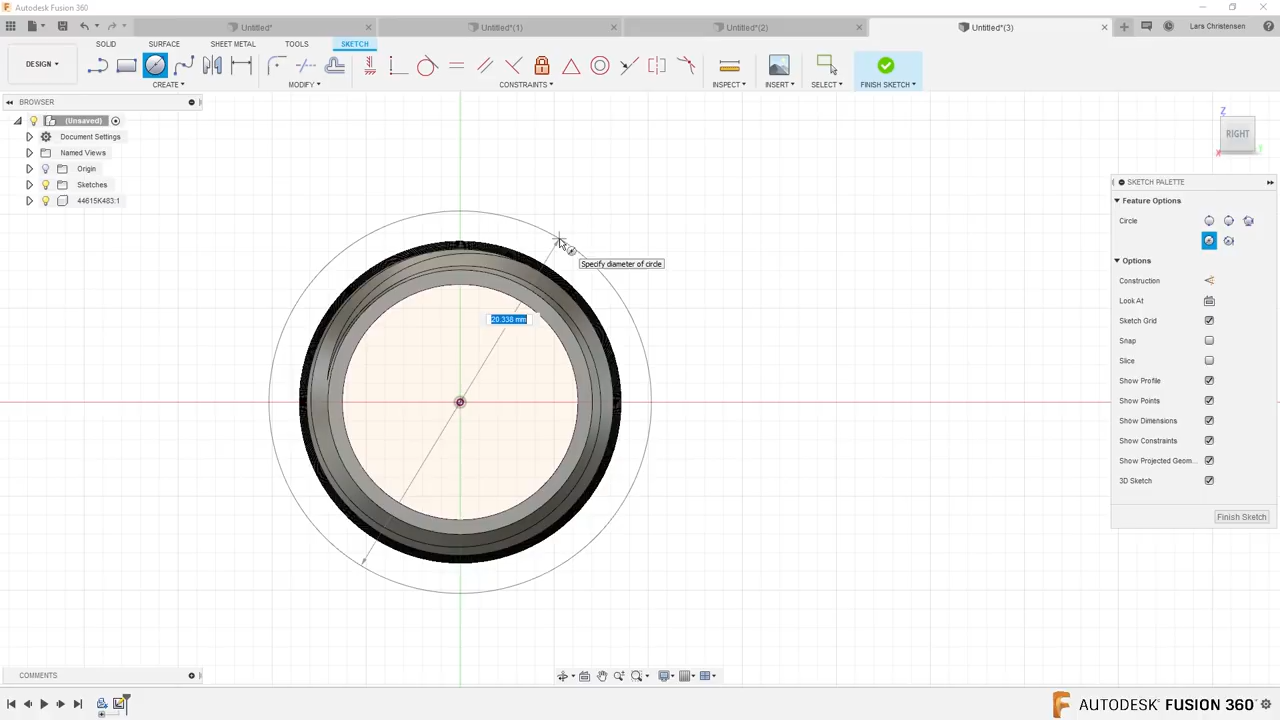 Autodesk Fusion 360
Untitled*
Untitled*(1)
Untitled*(2)
Untitled*(3)
Lars Christensen
SOLID
SURFACE
SHEET METAL
TOOLS
SKETCH
DESIGN
CREATE
MODIFY
CONSTRAINTS
INSPECT
INSERT
SELECT
FINISH SKETCH
BROWSER
(Unsaved)
Document Settings
Named Views
Origin
Sketches
44615K483:1
Z
RIGHT
X
Y
SKETCH PALETTE
Feature Options
Circle
Options
Construction
Look At
Sketch Grid
Snap
Slice
Show Profile
Show Points
Show Dimensions
Show Constraints
Show Projected Geom...
3D Sketch
Finish Sketch
Specify diameter of circle
20.338 mm
COMMENTS
AUTODESK FUSION 360